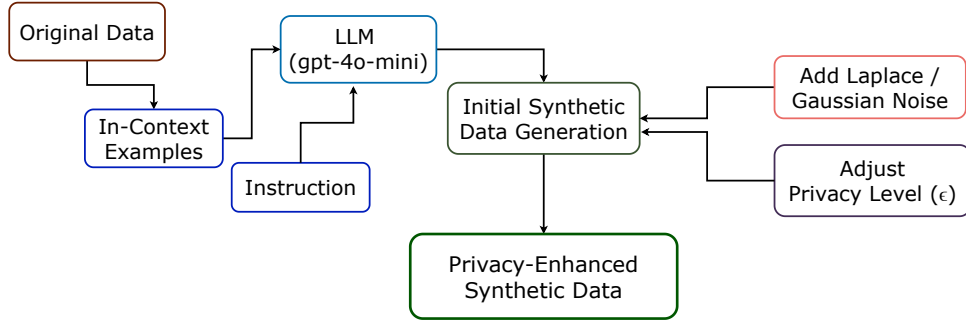 Original Data
LLM
(gpt-4o-mini)
In-Context
Examples
Instruction
Initial Synthetic
Data Generation
Add Laplace /
Gaussian Noise
Adjust
Privacy Level (ϵ)
Privacy-Enhanced
Synthetic Data